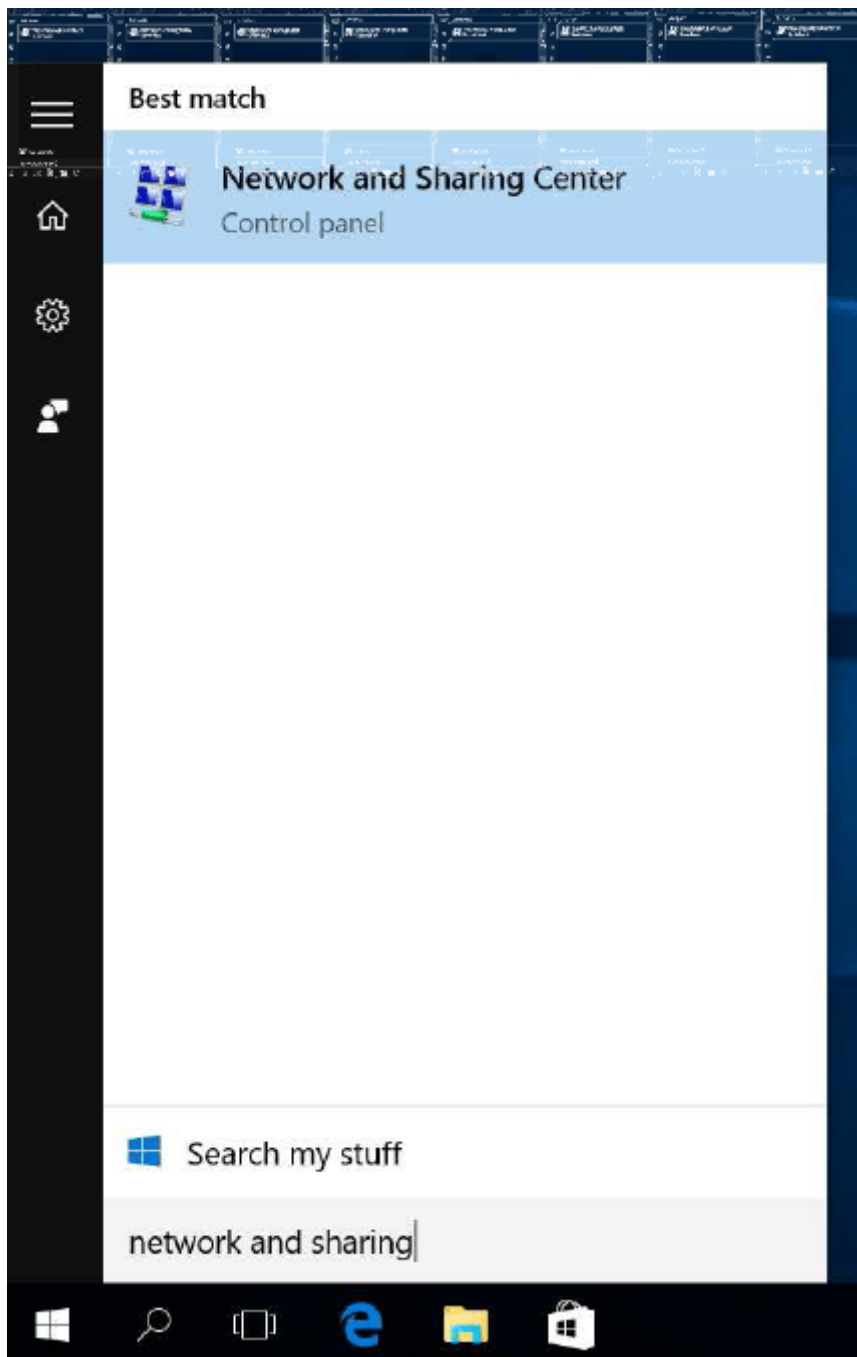 Best match
Network and Sharing Center
Control panel
Search my stuff
network and sharing